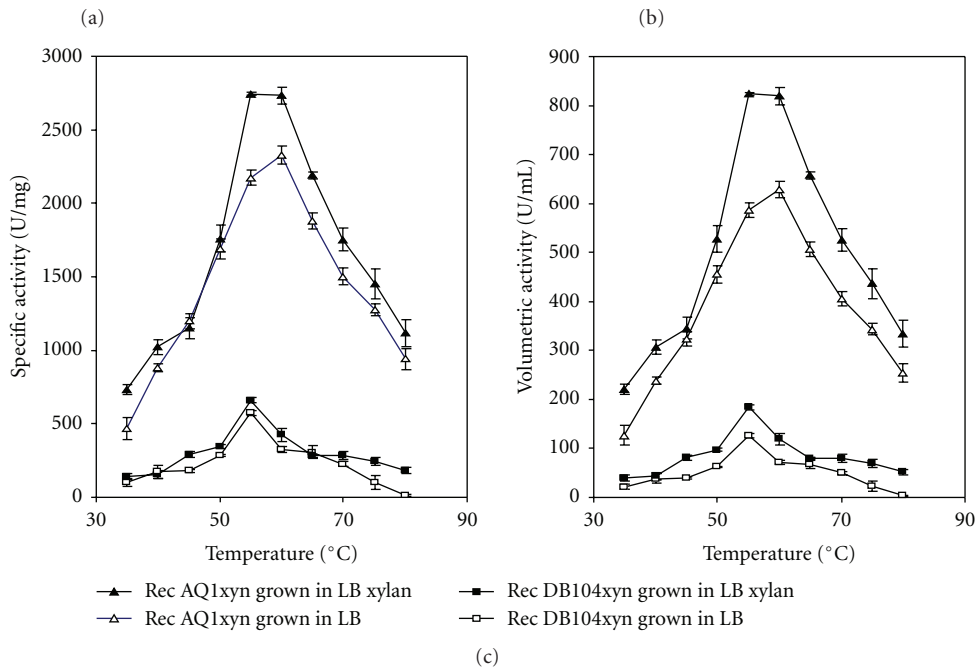 (a)
(b)
3000
2500
2000
1500
1000
500
0
30
50
70
90
Specific activity (U/mg)
Temperature (°C)
900
800
700
600
500
400
300
200
100
0
30
50
70
90
Volumetric activity (U/mL)
Temperature (°C)
Rec AQ1xyn grown in LB xylan
Rec AQ1xyn grown in LB
Rec DB104xyn grown in LB xylan
Rec DB104xyn grown in LB
(c)